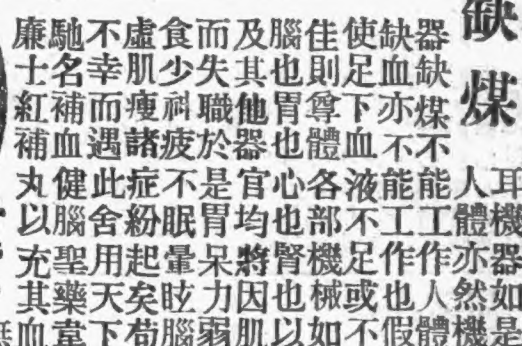 缺煤
耳機器如是
人體亦然機
器缺煤不能工作人體
缺血亦不能工作也假
使足下血液不足或不
佳則尊體各部機械如
腦也胃也心也腎也以
及其他器官均將因肌
而失職於是胃呆力弱
食少神疲不眠暈眩腦
虛肌瘦諸症紛起矣苟
不幸而遇此舍用天下
馳名補血健腦聖藥韋
廉士紅補丸以充其血